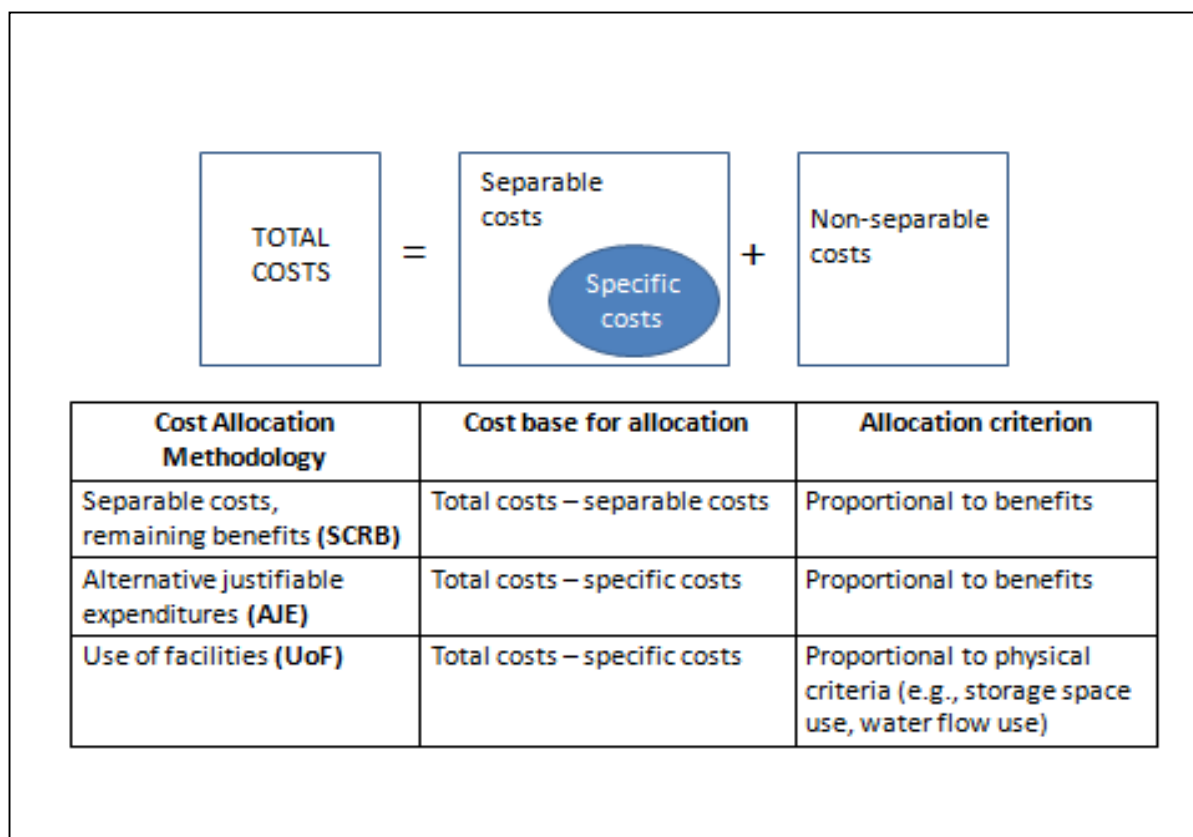 TOTAL
COSTS
=
Separable
costs
Specific
costs
+
Non-separable
costs
Cost Allocation
Methodology
Cost base for allocation
Allocation criterion
Separable costs,
remaining benefits (SCRB)
Total costs – separable costs
Proportional to benefits
Alternative justifiable
expenditures (AJE)
Total costs – specific costs
Proportional to benefits
Use of facilities (UoF)
Total costs – specific costs
Proportional to physical
criteria (e.g., storage space
use, water flow use)